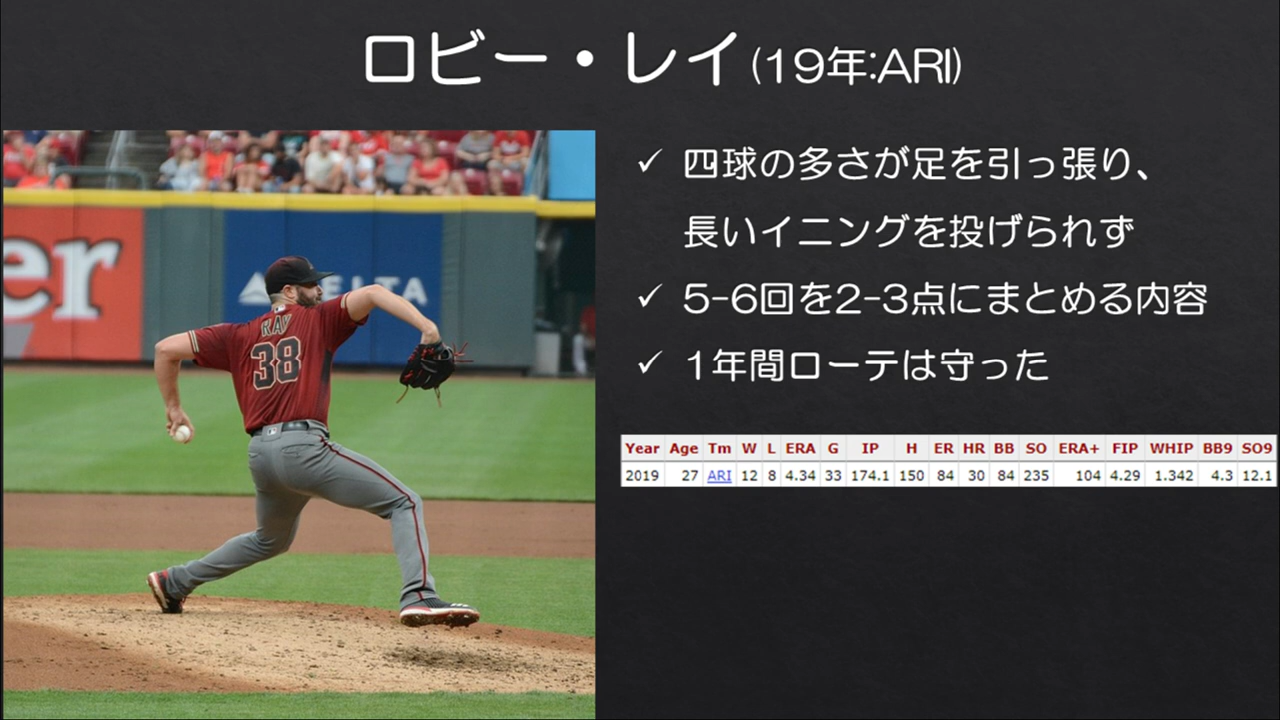 ロビー・レイ(19年:ARI)
er
DELTA
RAY
38
✓ 四球の多さが足を引っ張り、
長いイニングを投げられず
✓ 5-6回を2-3点にまとめる内容
✓ 1年間ローテは守った
Year Age Tm W L ERA G IP H ER HR BB SO ERA+ FIP WHIP BB9 SO9
2019 27 ARI 12 8 4.34 33 174.1 150 84 30 84 235 104 4.29 1.342 4.3 12.1